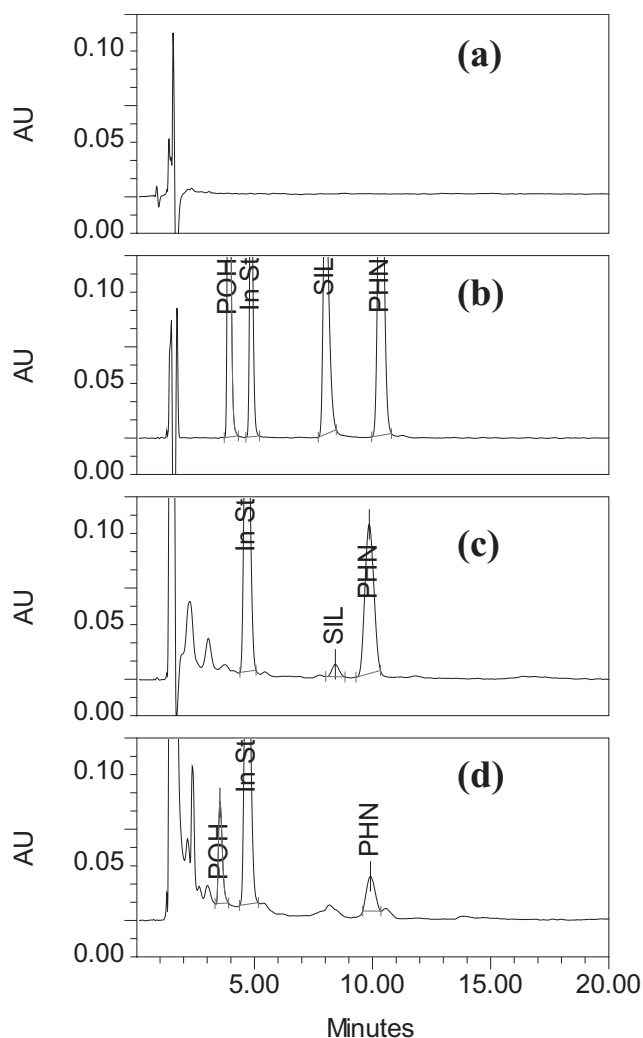 (a)
0.10
AU
0.05
0.00
POH
In St
SIL
PHN
(b)
0.10
AU
0.05
0.00
In St
SIL
PHN
(c)
0.10
AU
0.05
0.00
POH
In St
PHN
(d)
0.10
AU
0.05
0.00
5.00 10.00 15.00 20.00
Minutes